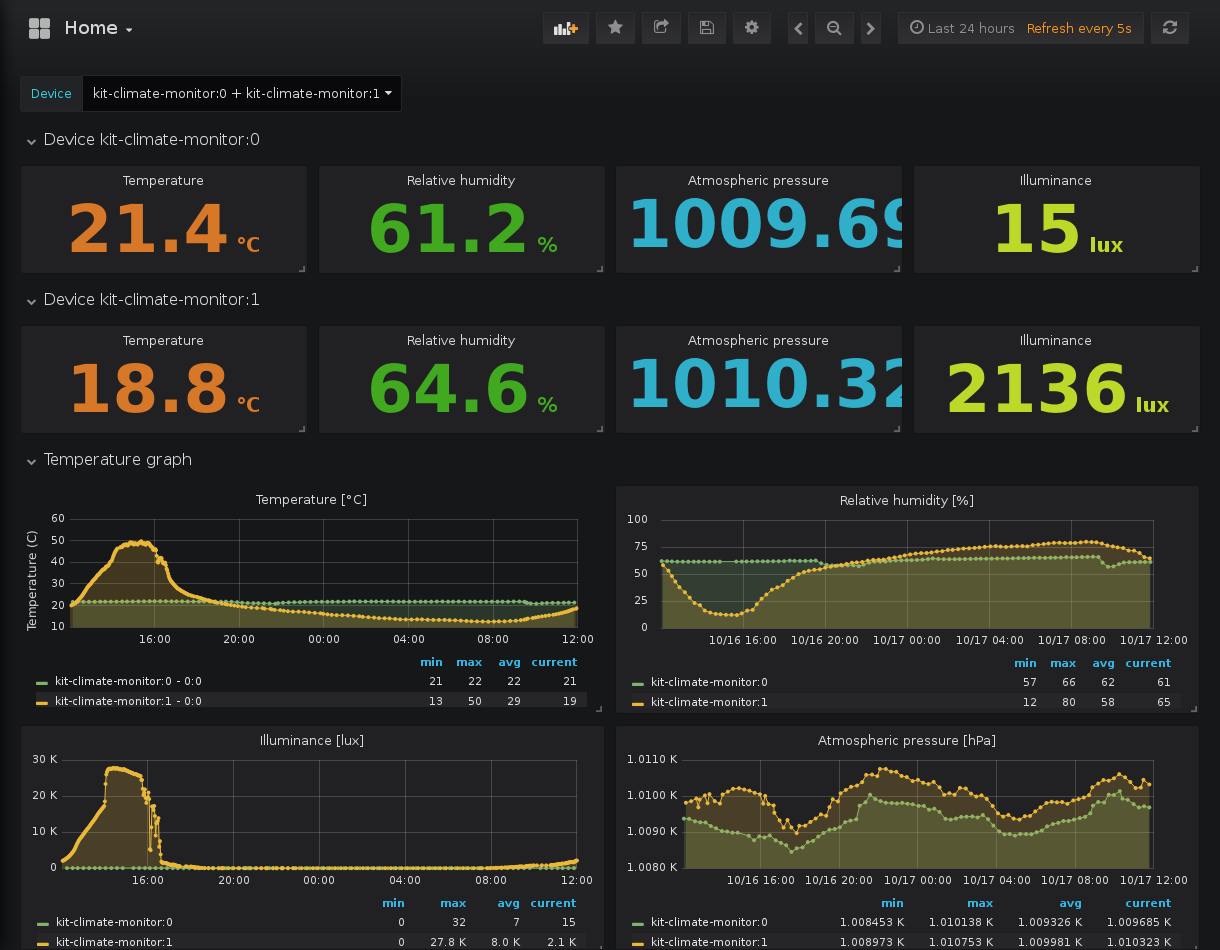 Home
Last 24 hours Refresh every 5s
Device kit-climate-monitor:0 + kit-climate-monitor:1
Device kit-climate-monitor:0
Temperature Relative humidity Atmospheric pressure Illuminance
21.4 °C 61.2 % 1009.69 15 lux
Device kit-climate-monitor:1
Temperature Relative humidity Atmospheric pressure Illuminance
18.8 °C 64.6 % 1010.32 2136 lux
Temperature graph
Temperature [°C]
Temperature (C)
60
50
40
30
20
10
16:00 20:00 00:00 04:00 08:00 12:00
min max avg current
kit-climate-monitor:0 - 0:0 21 22 22 21
kit-climate-monitor:1 - 0:0 13 50 29 19
Relative humidity [%]
100
75
50
25
0
10/16 16:00 10/16 20:00 10/17 00:00 10/17 04:00 10/17 08:00 10/17 12:00
min max avg current
kit-climate-monitor:0 57 66 62 61
kit-climate-monitor:1 12 80 58 65
Illuminance [lux]
30 K
20 K
10 K
0
16:00 20:00 00:00 04:00 08:00 12:00
min max avg current
kit-climate-monitor:0 0 32 7 15
kit-climate-monitor:1 0 27.8 K 8.0 K 2.1 K
Atmospheric pressure [hPa]
1.0110 K
1.0100 K
1.0090 K
1.0080 K
10/16 16:00 10/16 20:00 10/17 00:00 10/17 04:00 10/17 08:00 10/17 12:00
min max avg current
kit-climate-monitor:0 1.008453 K 1.010138 K 1.009326 K 1.009685 K
kit-climate-monitor:1 1.008973 K 1.010753 K 1.009981 K 1.010323 K